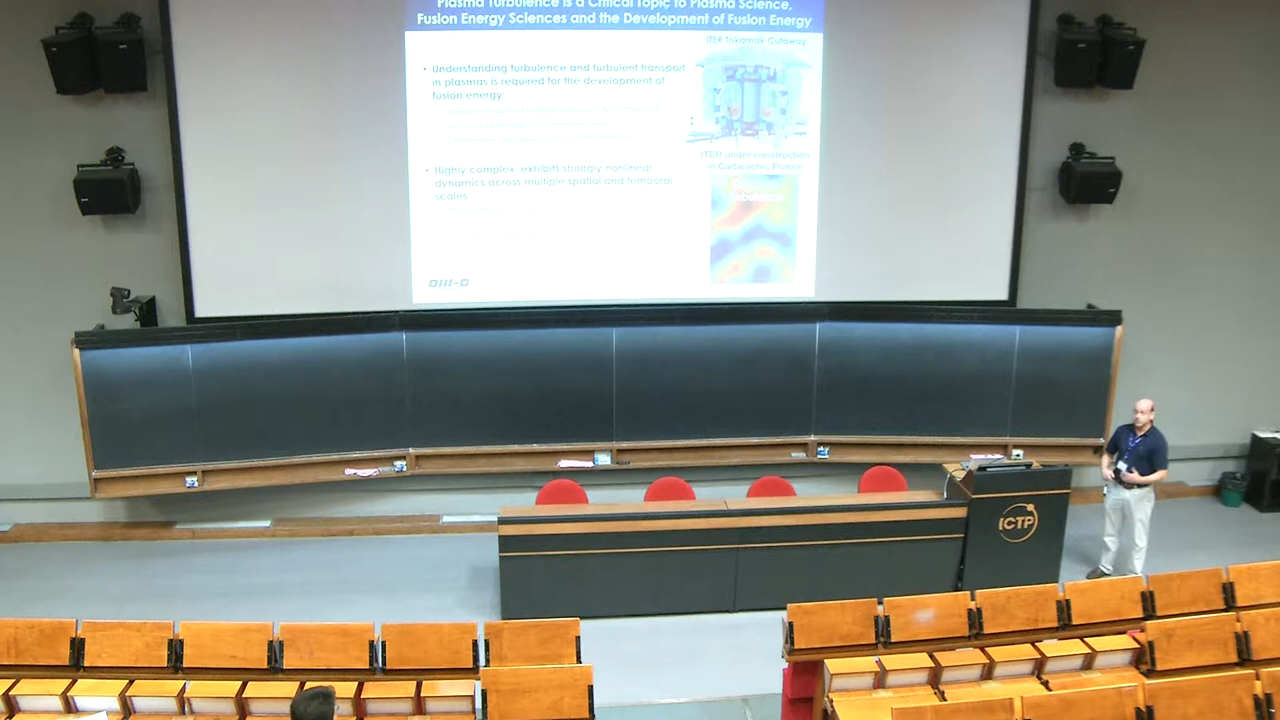 Plasma Turbulence is a Critical Topic to Plasma Science,
Fusion Energy Sciences and the Development of Fusion Energy
ITER Tokamak Cutaway
• Understanding turbulence and turbulent transport
in plasmas is required for the development of
fusion energy
ITER under construction
in Cadarache, France
• Highly complex, exhibits strongly nonlinear
dynamics across multiple spatial and temporal
scales
DIII-D
ICTP